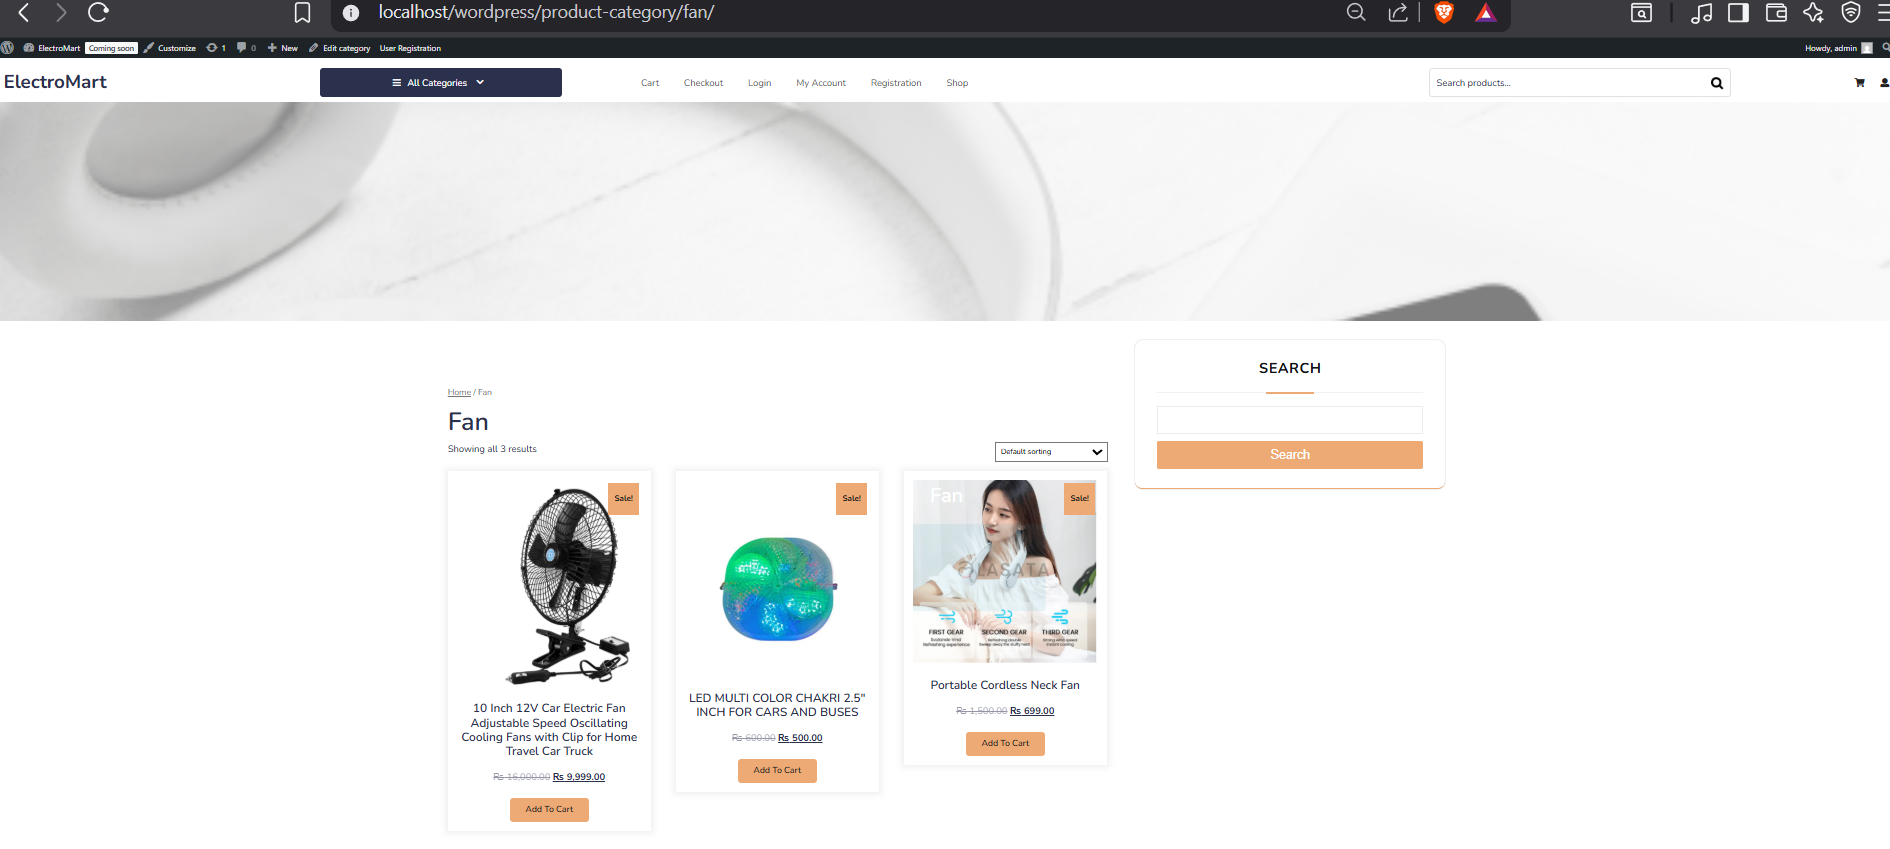 localhost/wordpress/product-category/fan/
ElectroMart Coming soon Customize 1 0 New Edit category User Registration Howdy, admin
ElectroMart All Categories Cart Checkout Login My Account Registration Shop Search products...
SEARCH
Search
Home / Fan
Fan
Showing all 3 results
Default sorting
Sale!
10 Inch 12V Car Electric Fan
Adjustable Speed Oscillating
Cooling Fans with Clip for Home
Travel Car Truck
Rs 16,000.00 Rs 9,999.00
Add To Cart
Sale!
LED MULTI COLOR CHAKRI 2.5"
INCH FOR CARS AND BUSES
Rs 600.00 Rs 500.00
Add To Cart
Fan
Sale!
LASATA
FIRST GEAR SECOND GEAR THIRD GEAR
Portable Cordless Neck Fan
Rs 1,500.00 Rs 699.00
Add To Cart